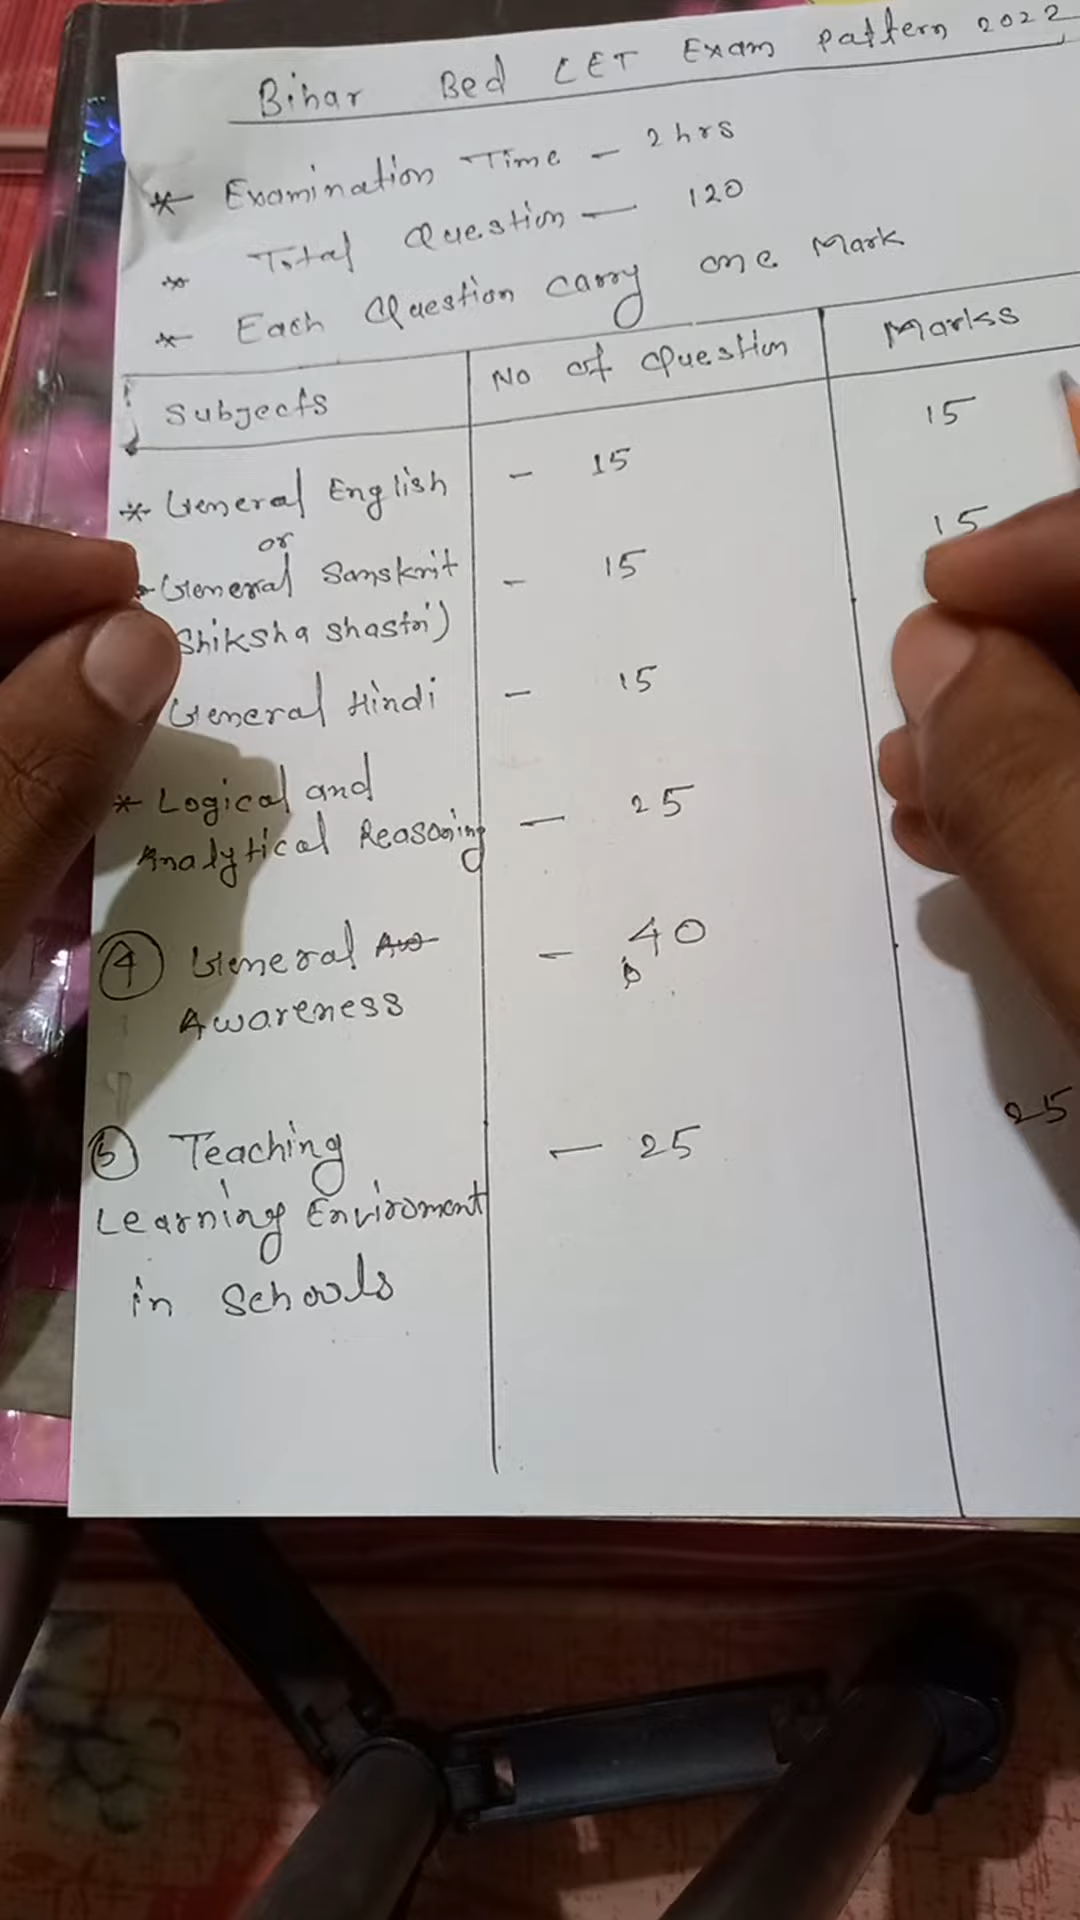 Bihar Bed CET Exam pattern 2022
* Examination Time - 2 hrs
* Total Question - 120
* Each Question carry one Mark
Subjects No of Question Marks
* General English - 15 15
or
General Sanskrit - 15 15
Shiksha shastri)
General Hindi - 15
* Logical and - 25
Analytical Reasoning
4 General Aw - 40
Awareness
5 Teaching - 25 25
Learning Enviroment
in Schools